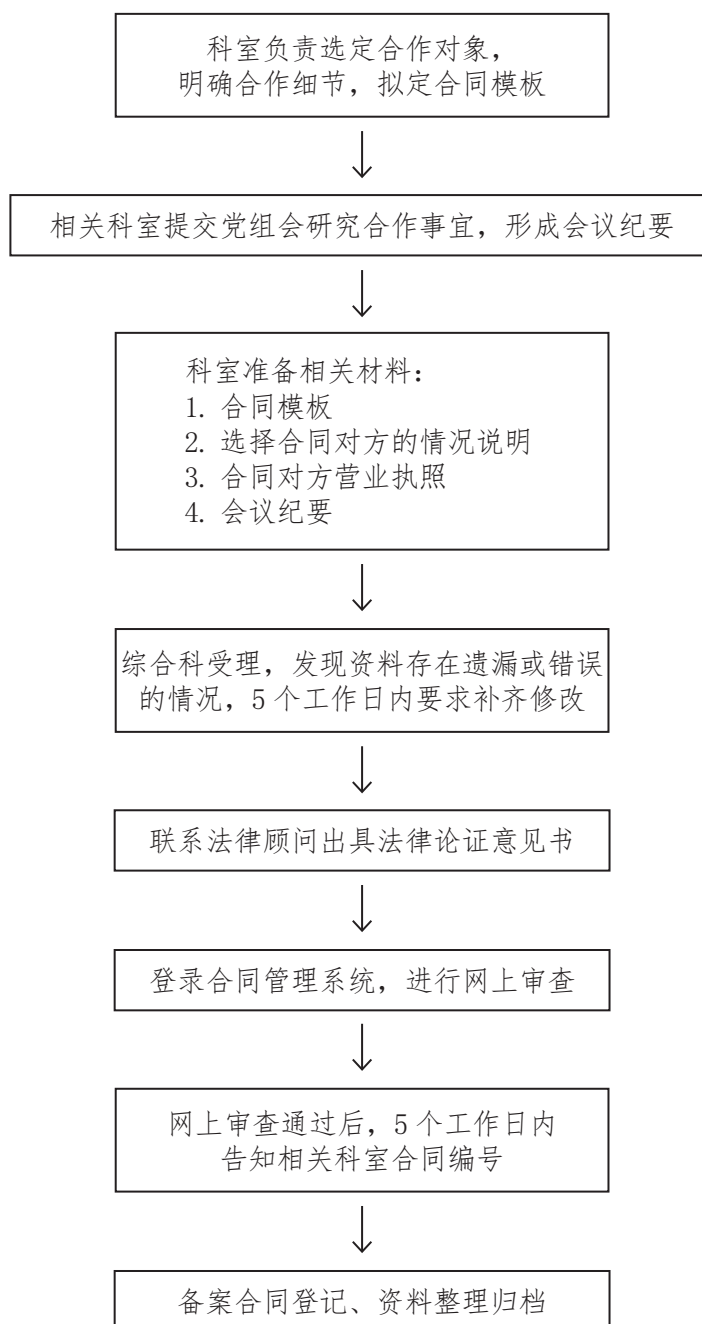 科室负责选定合作对象，
明确合作细节，拟定合同模板
相关科室提交党组会研究合作事宜，形成会议纪要
科室准备相关材料：
1. 合同模板
2. 选择合同对方的情况说明
3. 合同对方营业执照
4. 会议纪要
综合科受理，发现资料存在遗漏或错误
的情况，5个工作日内要求补齐修改
联系法律顾问出具法律论证意见书
登录合同管理系统，进行网上审查
网上审查通过后，5个工作日内
告知相关科室合同编号
备案合同登记、资料整理归档